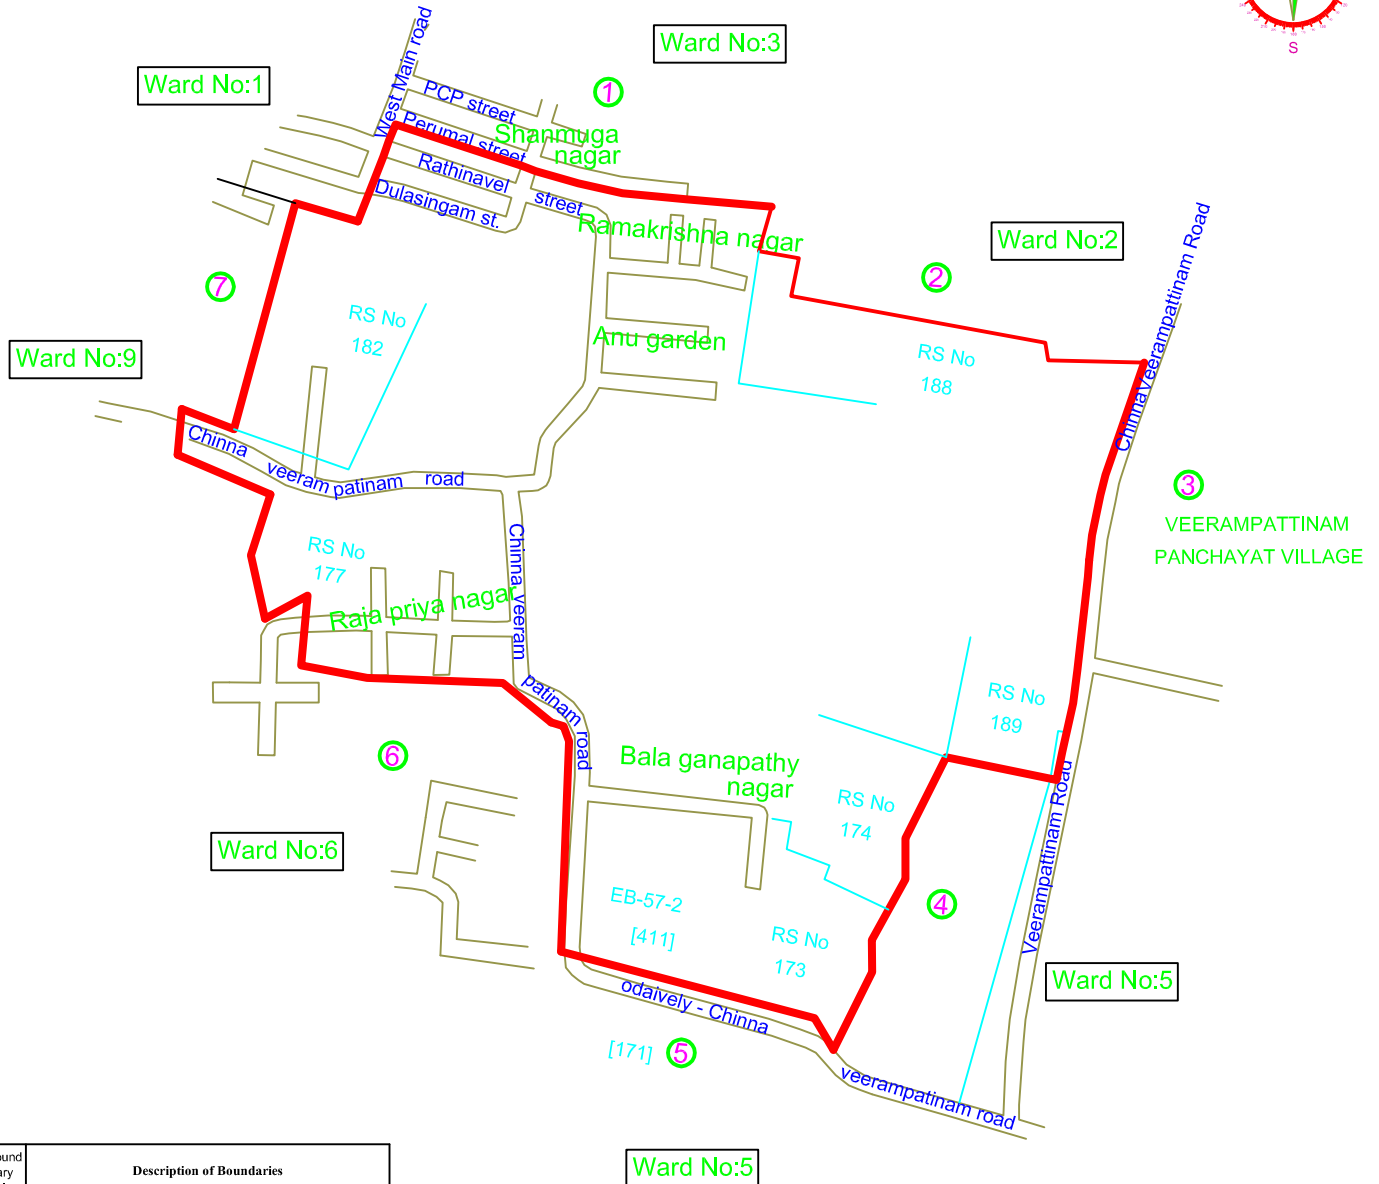 S
Ward No:3
Ward No:1
West Main road
PCP street
1
Perumal street
Shanmuga
nagar
Rathinavel
street
Dulasingam st.
Ramakrishna nagar
Ward No:2
2
7
RS No
182
Anu garden
RS No
188
Ward No:9
ChinnaVeerampattinam Road
Chinna
veeram
patinam
road
3
VEERAMPATTINAM
PANCHAYAT VILLAGE
RS No
177
Chinna veeram
Raja priya nagar
patinam
road
RS No
189
6
Bala ganapathy
nagar
RS No
174
Ward No:6
Veerampattinam Road
EB-57-2
[411]
RS No
173
4
Ward No:5
odaively - Chinna
[171]
5
veerampatinam road
Ward No:5
Description of Boundaries